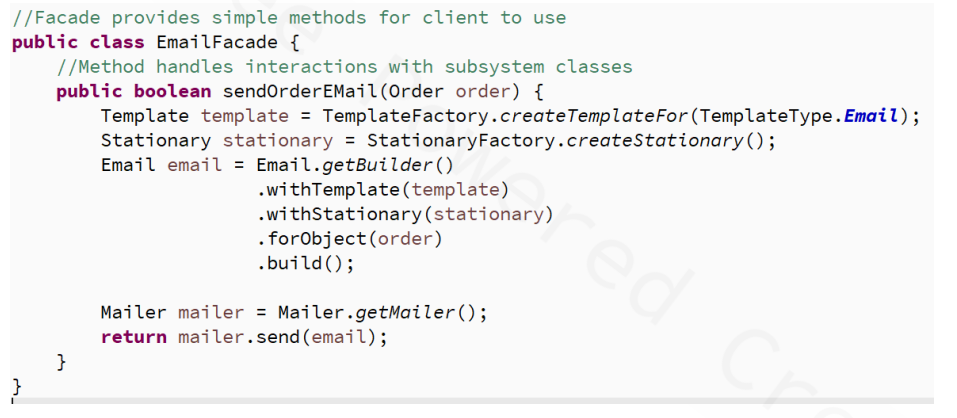 //Facade provides simple methods for client to use
public class EmailFacade {
    //Method handles interactions with subsystem classes
    public boolean sendOrderEMail(Order order) {
        Template template = TemplateFactory.createTemplateFor(TemplateType.Email);
        Stationary stationary = StationaryFactory.createStationary();
        Email email = Email.getBuilder()
                      .withTemplate(template)
                      .withStationary(stationary)
                      .forObject(order)
                      .build();

        Mailer mailer = Mailer.getMailer();
        return mailer.send(email);
    }
}